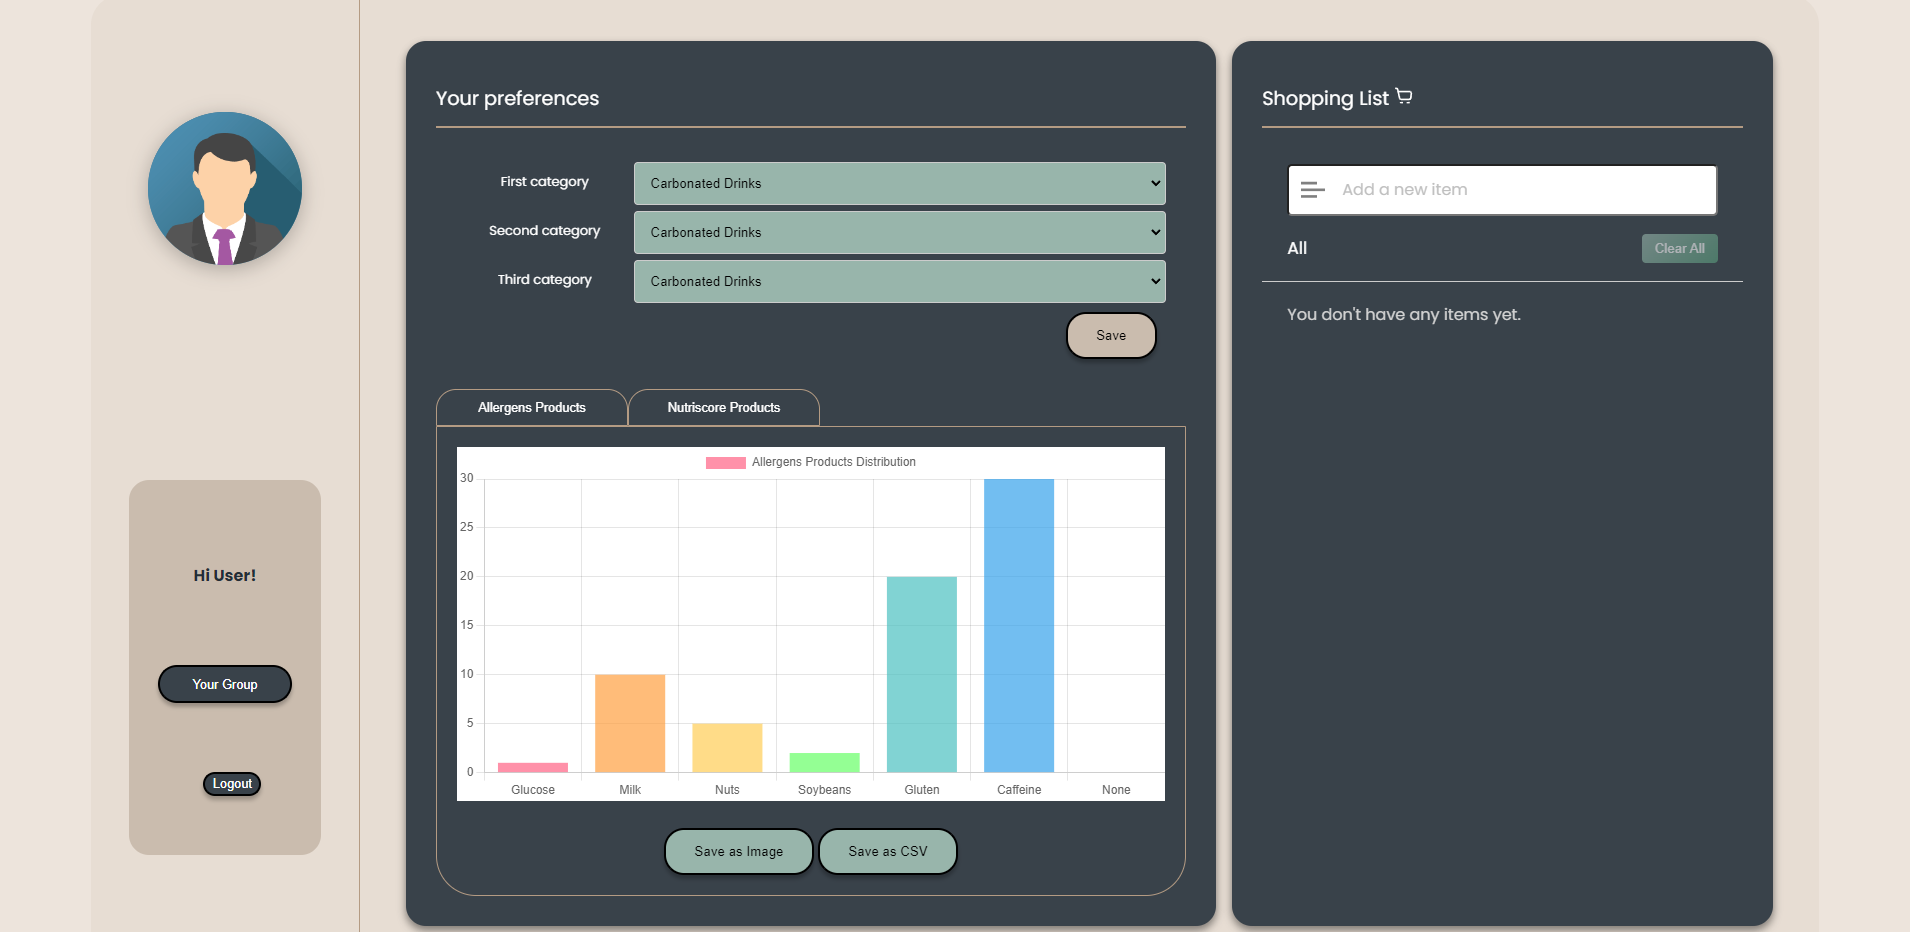 Hi User!
Your Group
Logout
Your preferences
First category
Carbonated Drinks
Second category
Carbonated Drinks
Third category
Carbonated Drinks
Save
Allergens Products
Nutriscore Products
Allergens Products Distribution
30
25
20
15
10
5
0
Glucose Milk Nuts Soybeans Gluten Caffeine None
Save as Image
Save as CSV
Shopping List
Add a new item
All
Clear All
You don't have any items yet.